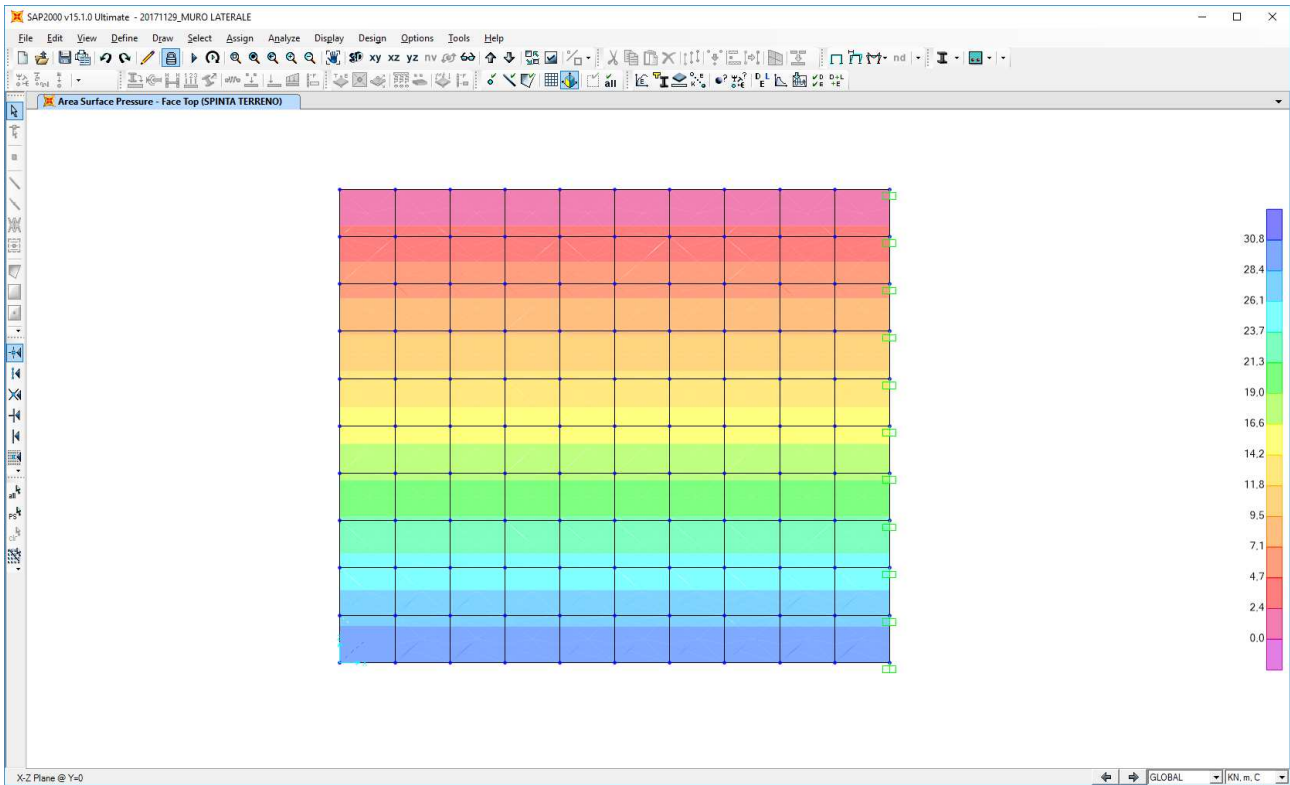 SAP2000 v15.1.0 Ultimate - 20171129_MURO LATERALE
File Edit View Define Draw Select Assign Analyze Display Design Options Tools Help
xy xz yz nv
nd
all
Area Surface Pressure - Face Top (SPINTA TERRENO)
30.8
28.4
26.1
23.7
21.3
19.0
16.6
14.2
11.8
9.5
7.1
4.7
2.4
0.0
all
PS
X-Z Plane @ Y=0
GLOBAL
KN, m, C